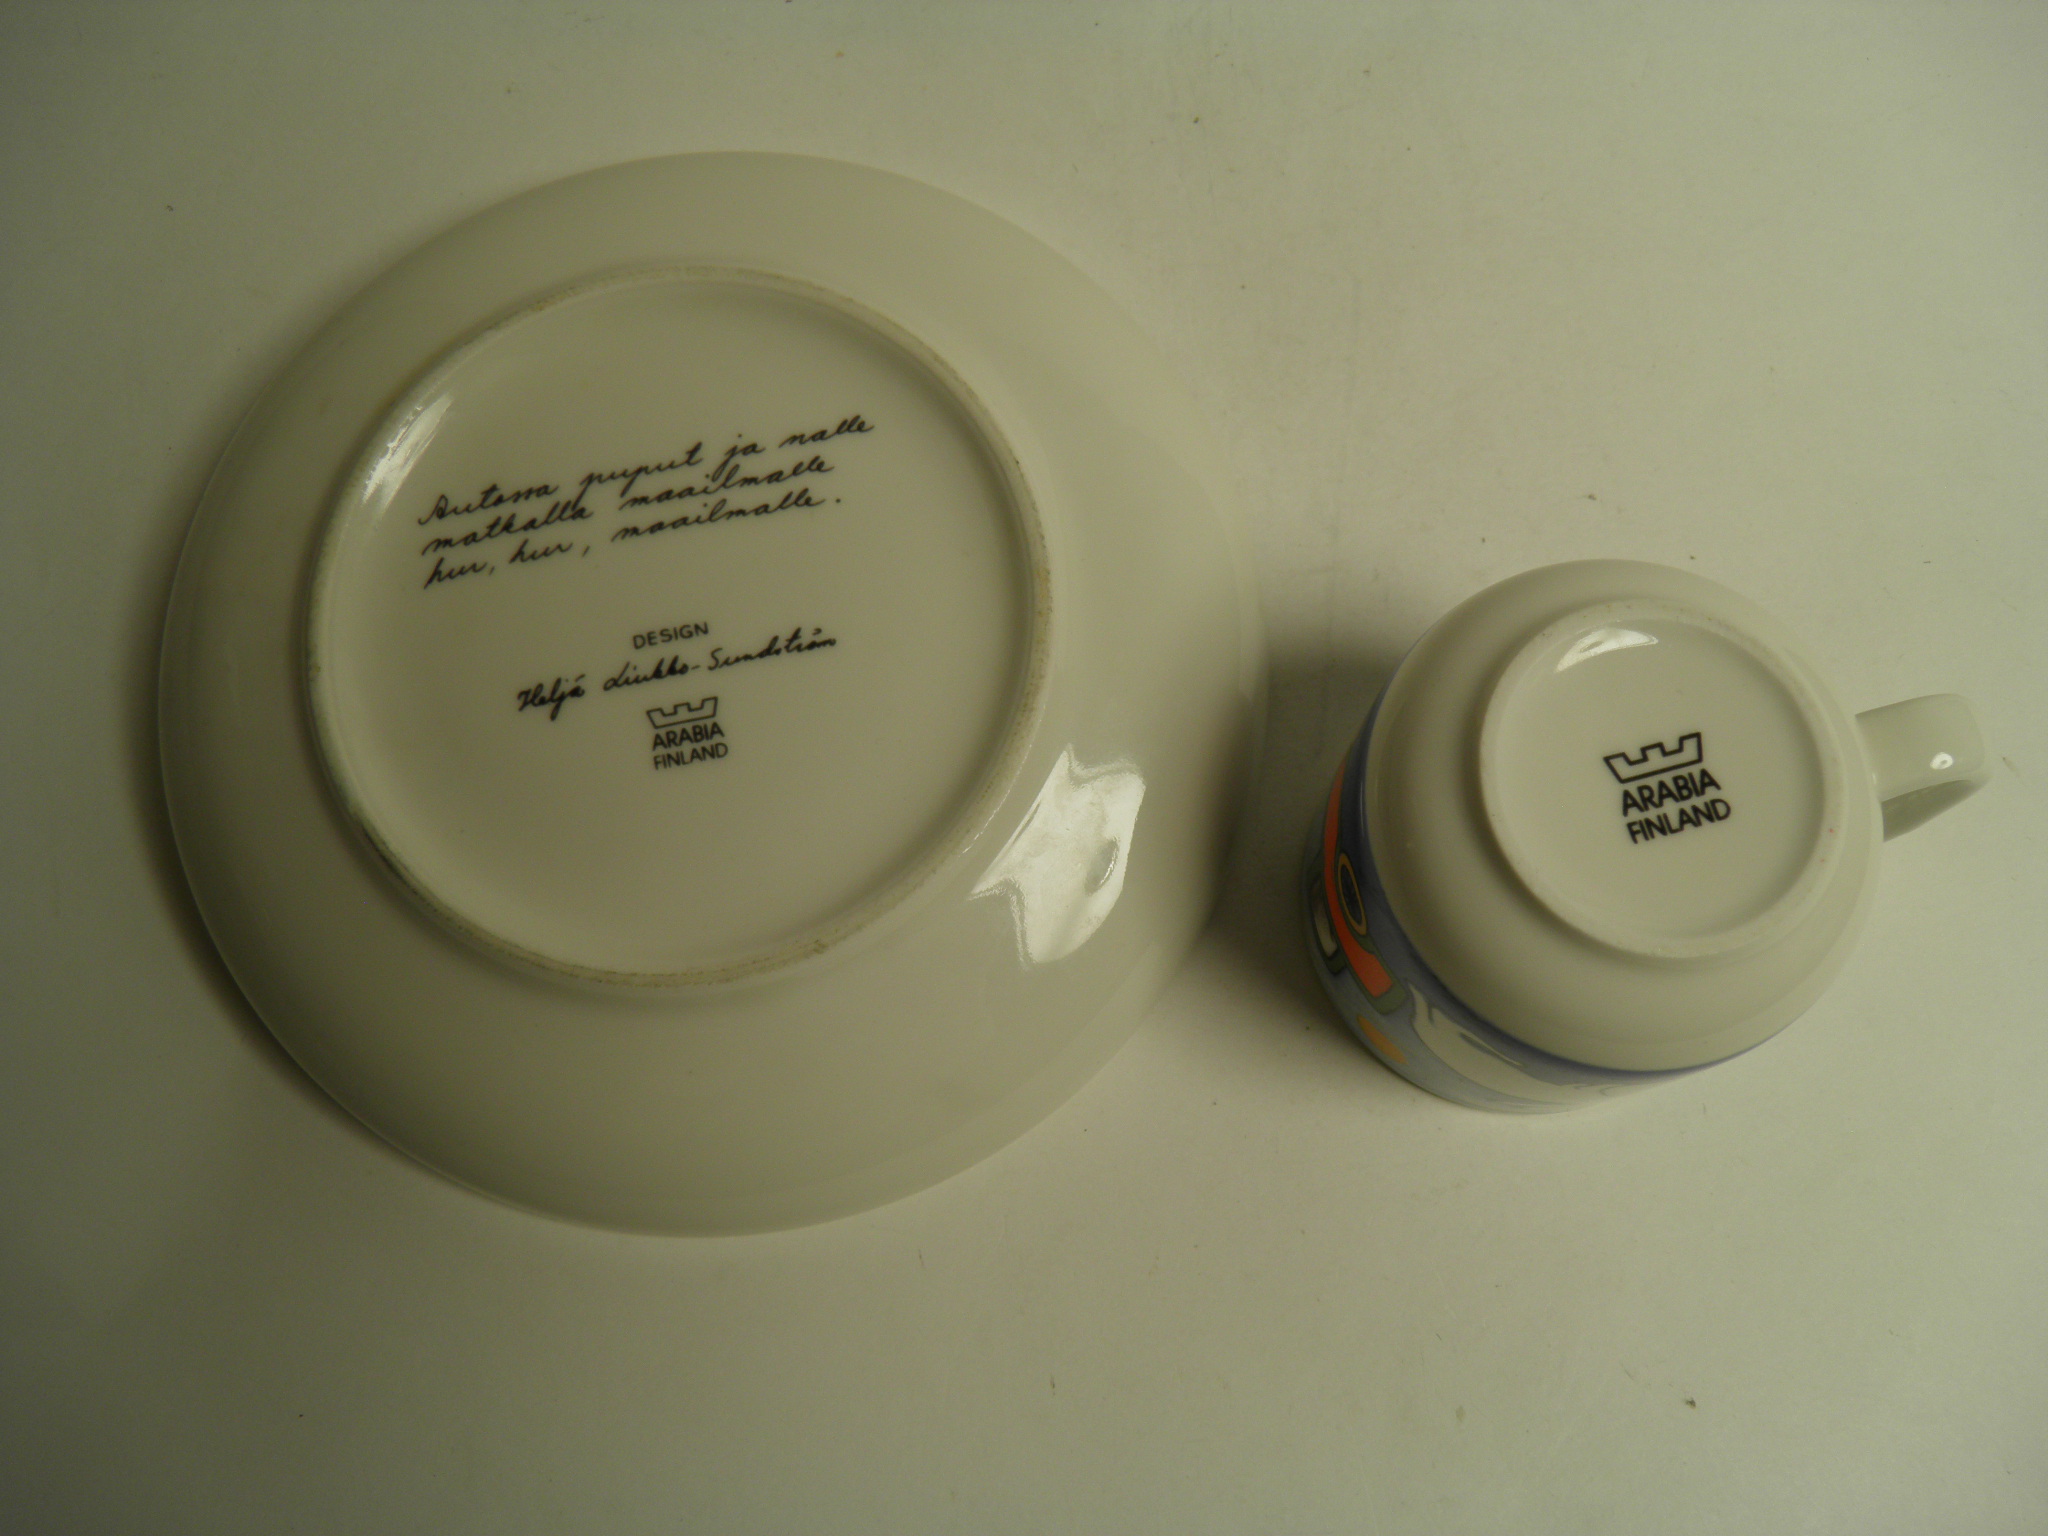 Autossa puput ja nalle
matkalla maailmalle
hur, hur, maailmalle.
DESIGN
Heljä Liukko-Sundström
ARABIA
FINLAND
ARABIA
FINLAND